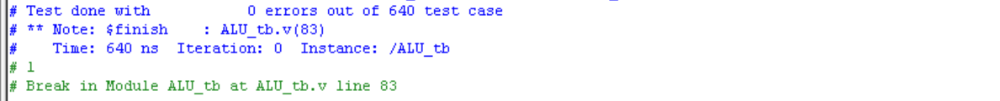 # Test done with           0 errors out of 640 test case
# ** Note: $finish    : ALU_tb.v(83)
#    Time: 640 ns  Iteration: 0  Instance: /ALU_tb
# 1
# Break in Module ALU_tb at ALU_tb.v line 83